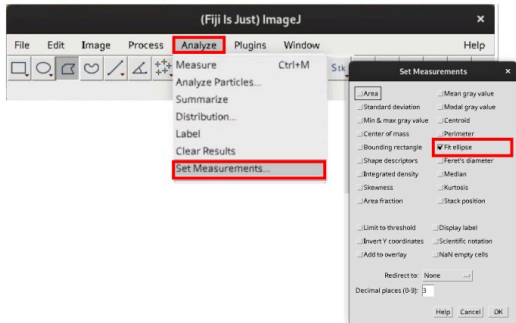 (Fiji Is Just) ImageJ
×
File Edit Image Process Analyze Plugins Window Help
Stk
Measure Ctrl+M
Analyze Particles...
Summarize
Distribution...
Label
Clear Results
Set Measurements...
Set Measurements ×
Area Mean gray value
Standard deviation Modal gray value
Min & max gray value Centroid
Center of mass Perimeter
Bounding rectangle Fit ellipse
Shape descriptors Feret's diameter
Integrated density Median
Skewness Kurtosis
Area fraction Stack position
Limit to threshold Display label
Invert Y coordinates Scientific notation
Add to overlay NaN empty cells
Redirect to: None
Decimal places (0-9): 3
Help Cancel OK